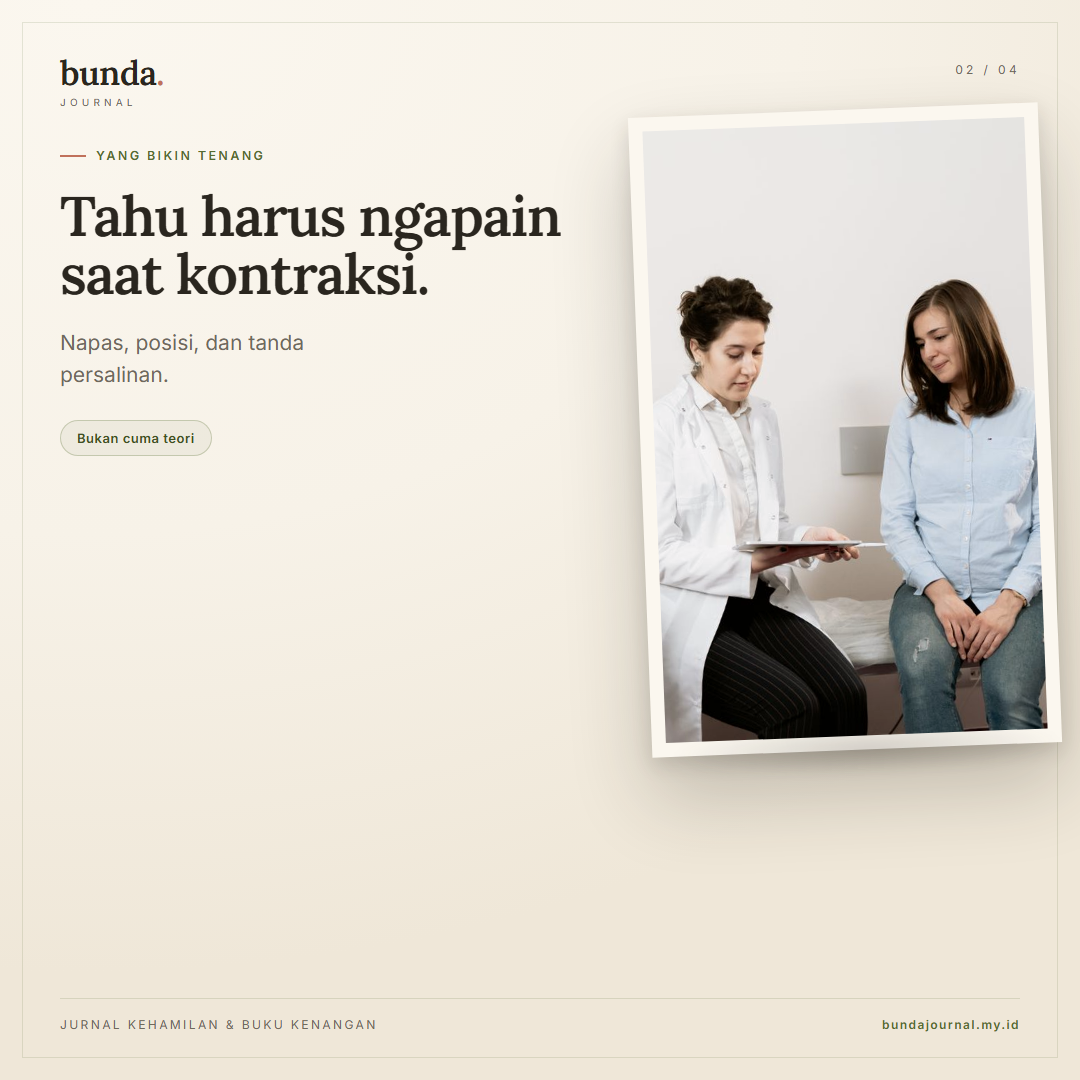 bunda.
JOURNAL
02 / 04
YANG BIKIN TENANG
Tahu harus ngapain
saat kontraksi.
Napas, posisi, dan tanda
persalinan.
Bukan cuma teori
JURNAL KEHAMILAN & BUKU KENANGAN
bundajournal.my.id